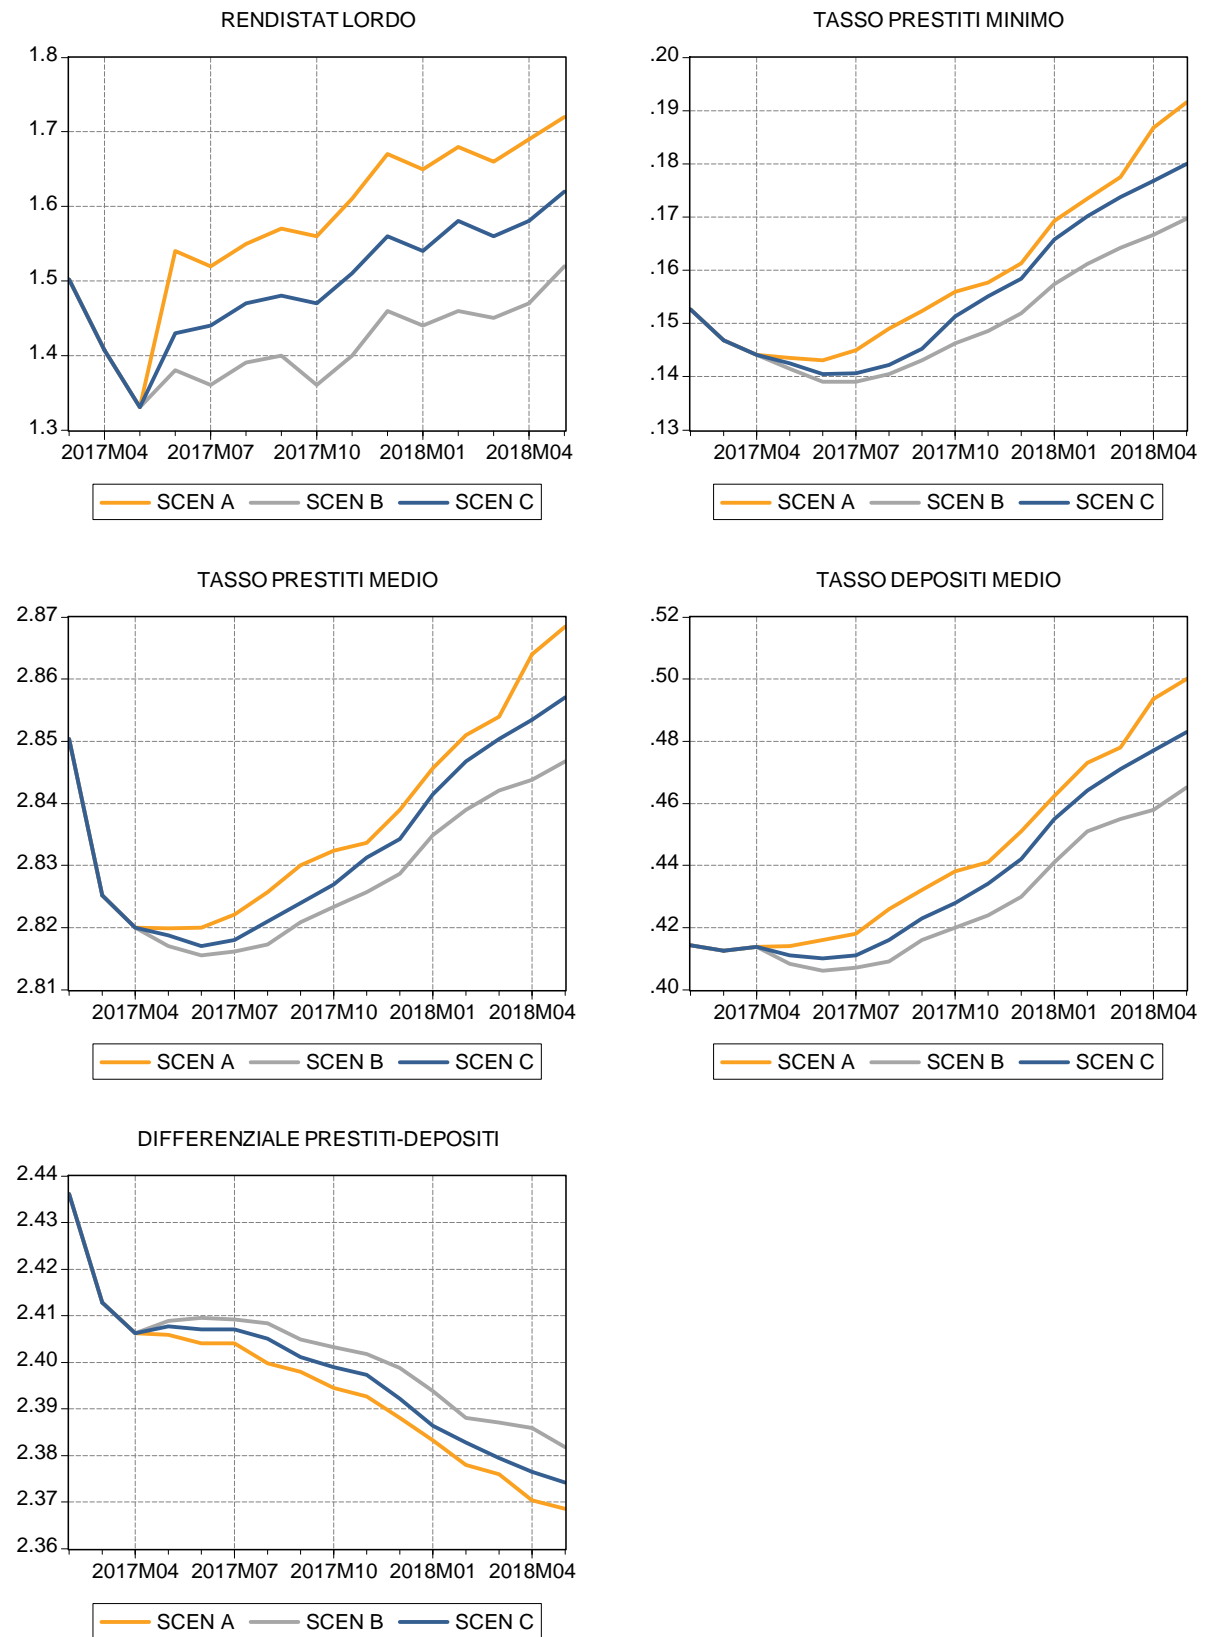 RENDISTAT LORDO
1.8
1.7
1.6
1.5
1.4
1.3
2017M04 2017M07 2017M10 2018M01 2018M04
SCEN A SCEN B SCEN C
TASSO PRESTITI MINIMO
.20
.19
.18
.17
.16
.15
.14
.13
2017M04 2017M07 2017M10 2018M01 2018M04
SCEN A SCEN B SCEN C
TASSO PRESTITI MEDIO
2.87
2.86
2.85
2.84
2.83
2.82
2.81
2017M04 2017M07 2017M10 2018M01 2018M04
SCEN A SCEN B SCEN C
TASSO DEPOSITI MEDIO
.52
.50
.48
.46
.44
.42
.40
2017M04 2017M07 2017M10 2018M01 2018M04
SCEN A SCEN B SCEN C
DIFFERENZIALE PRESTITI-DEPOSITI
2.44
2.43
2.42
2.41
2.40
2.39
2.38
2.37
2.36
2017M04 2017M07 2017M10 2018M01 2018M04
SCEN A SCEN B SCEN C